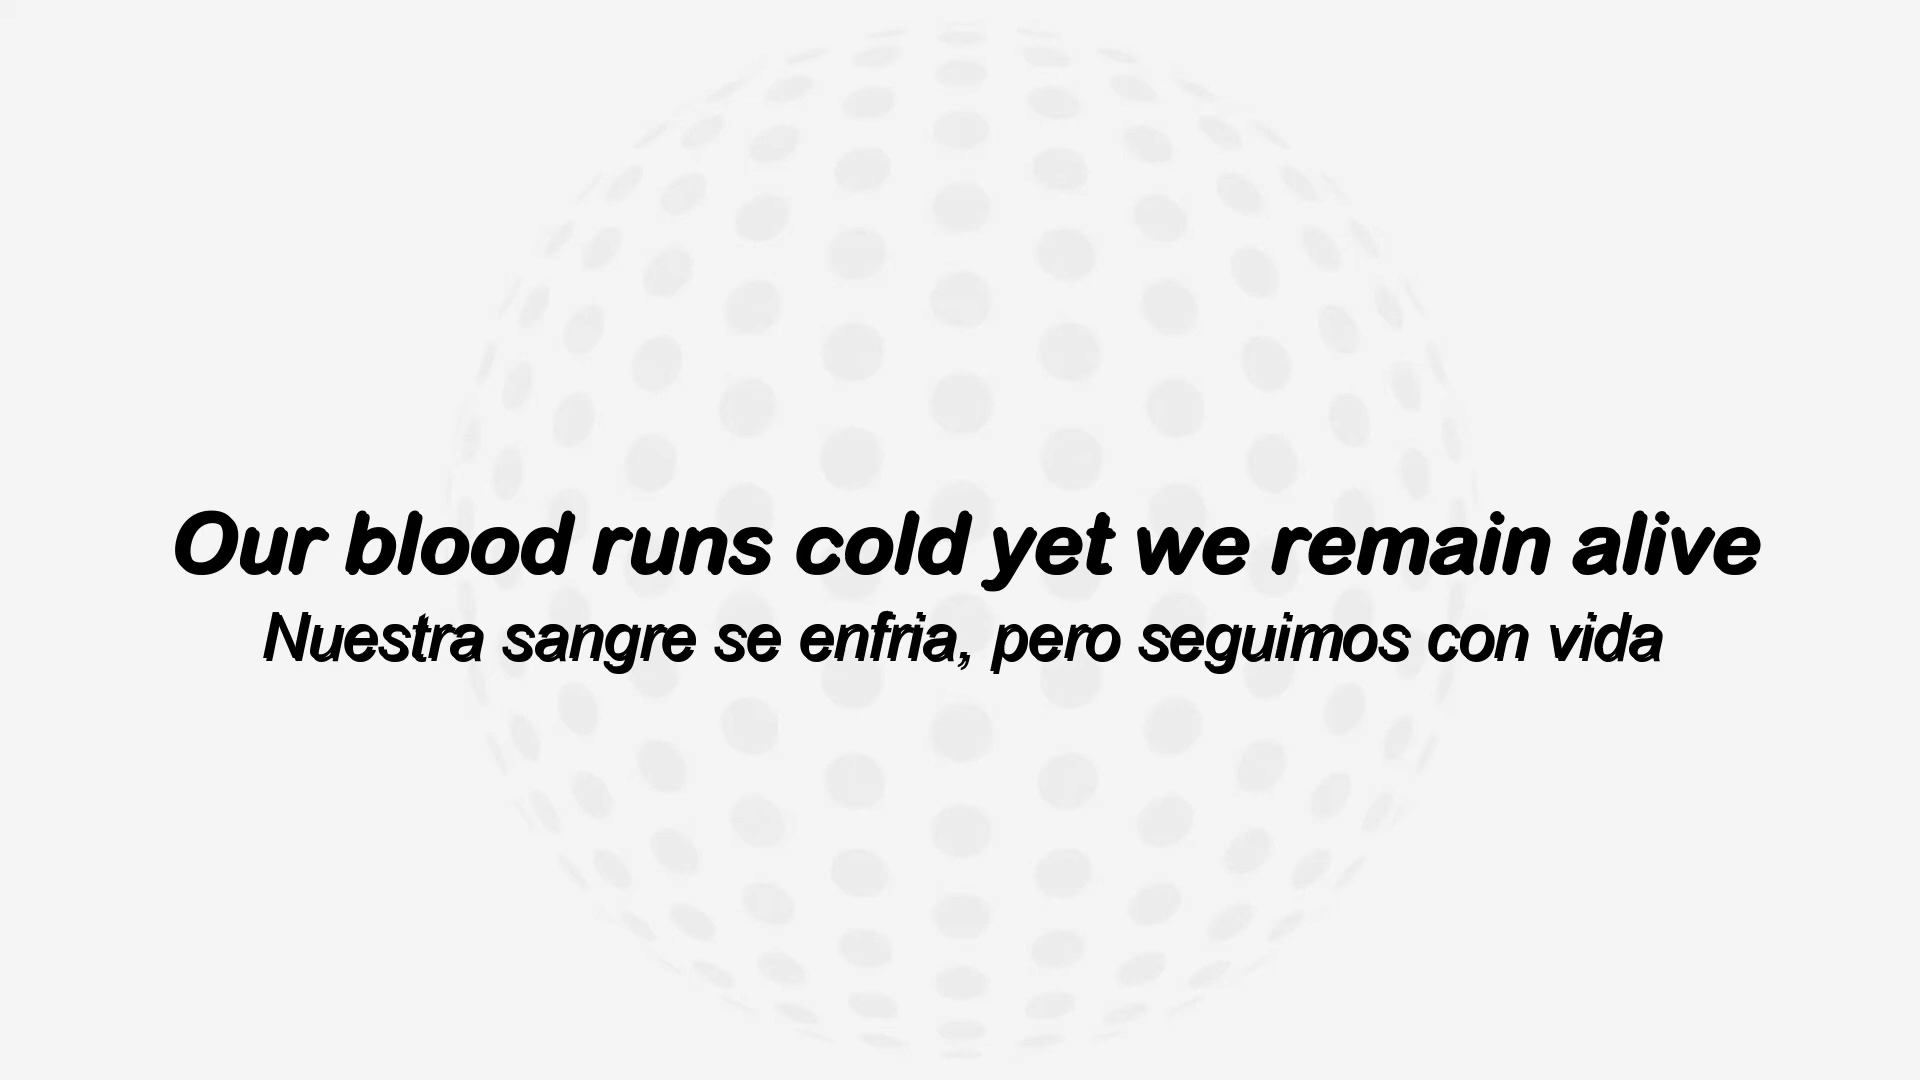 Our blood runs cold yet we remain alive
Nuestra sangre se enfria, pero seguimos con vida